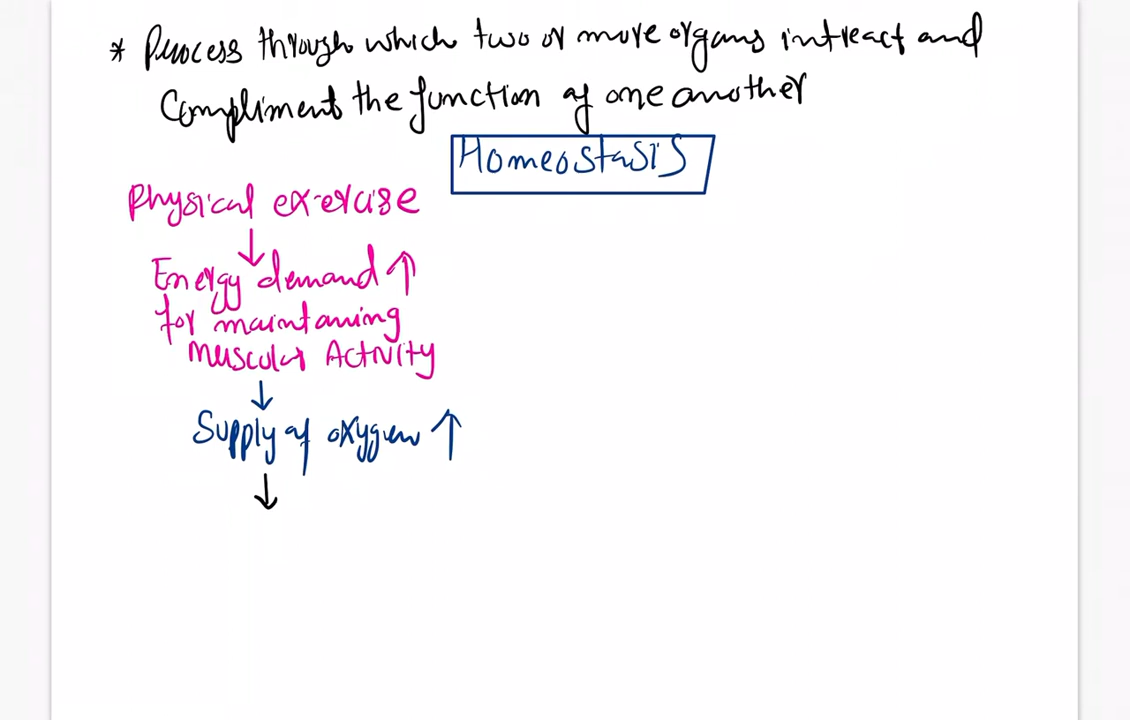 * Process through which two or more organs intreact and
Compliment the function of one another
Homeostasis
Physical exercise
↓
Energy demand ↑
for maintaining
muscular Activity
↓
Supply of oxygen ↑
↓